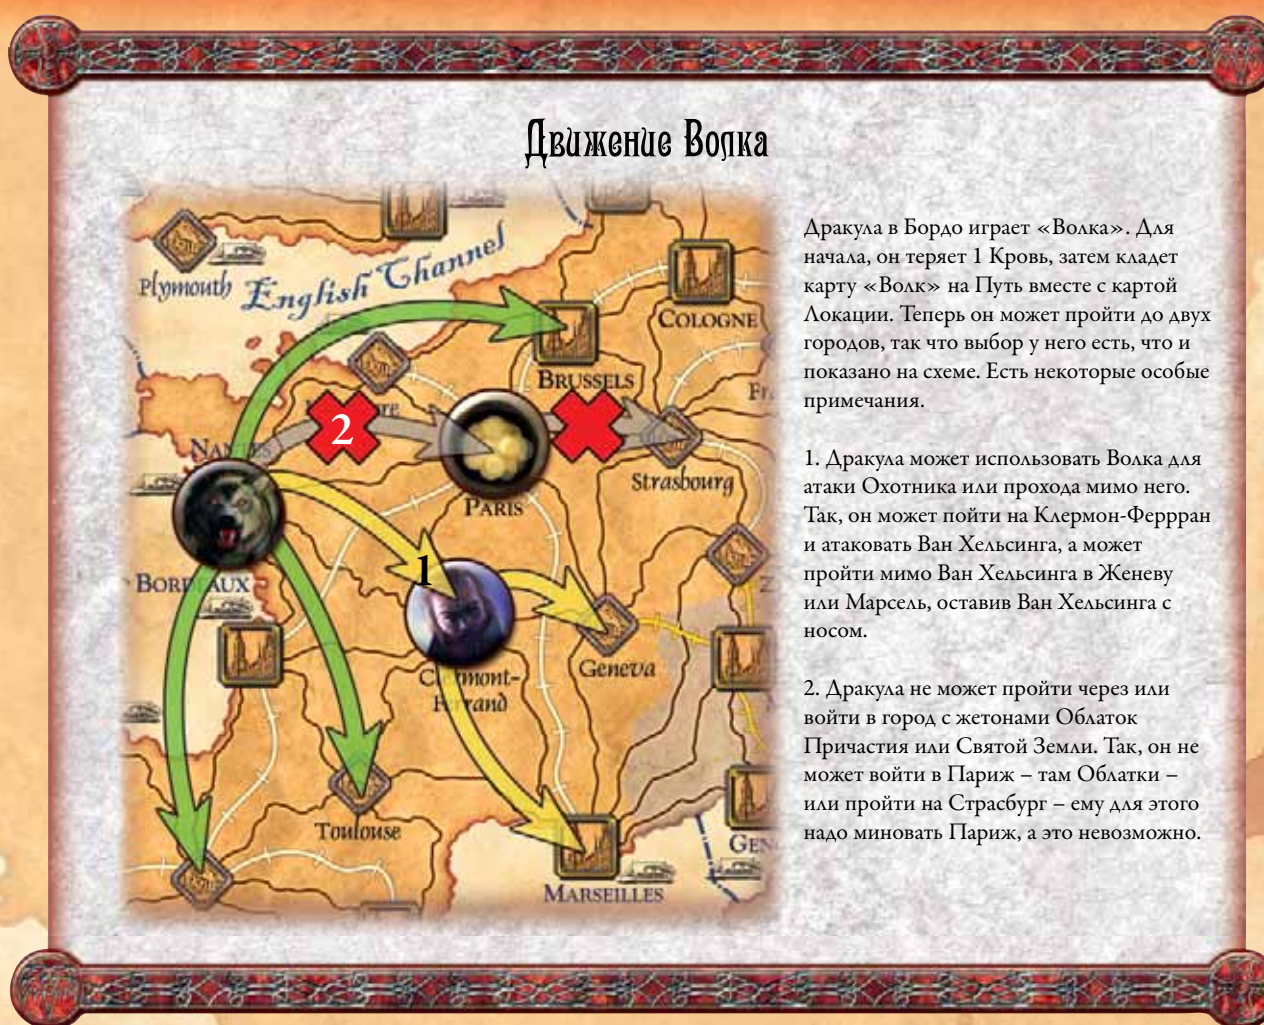 Движение Волка
Дракула в Бордо играет «Волка». Для
начала, он теряет 1 Кровь, затем кладет
карту «Волк» на Путь вместе с картой
Локации. Теперь он может пройти до двух
городов, так что выбор у него есть, что и
показано на схеме. Есть некоторые особые
примечания.
1. Дракула может использовать Волка для
атаки Охотника или прохода мимо него.
Так, он может пойти на Клермон-Феррран
и атаковать Ван Хельсинга, а может
пройти мимо Ван Хельсинга в Женеву
или Марсель, оставив Ван Хельсинга с
носом.
2. Дракула не может пройти через или
войти в город с жетонами Облаток
Причастия или Святой Земли. Так, он не
может войти в Париж – там Облатки –
или пройти на Страсбург – ему для этого
надо миновать Париж, а это невозможно.
Plymouth
English Channel
COLOGNE
BRUSSELS
2
Strasbourg
PARIS
1
Geneva
Toulouse
MARSEILLES